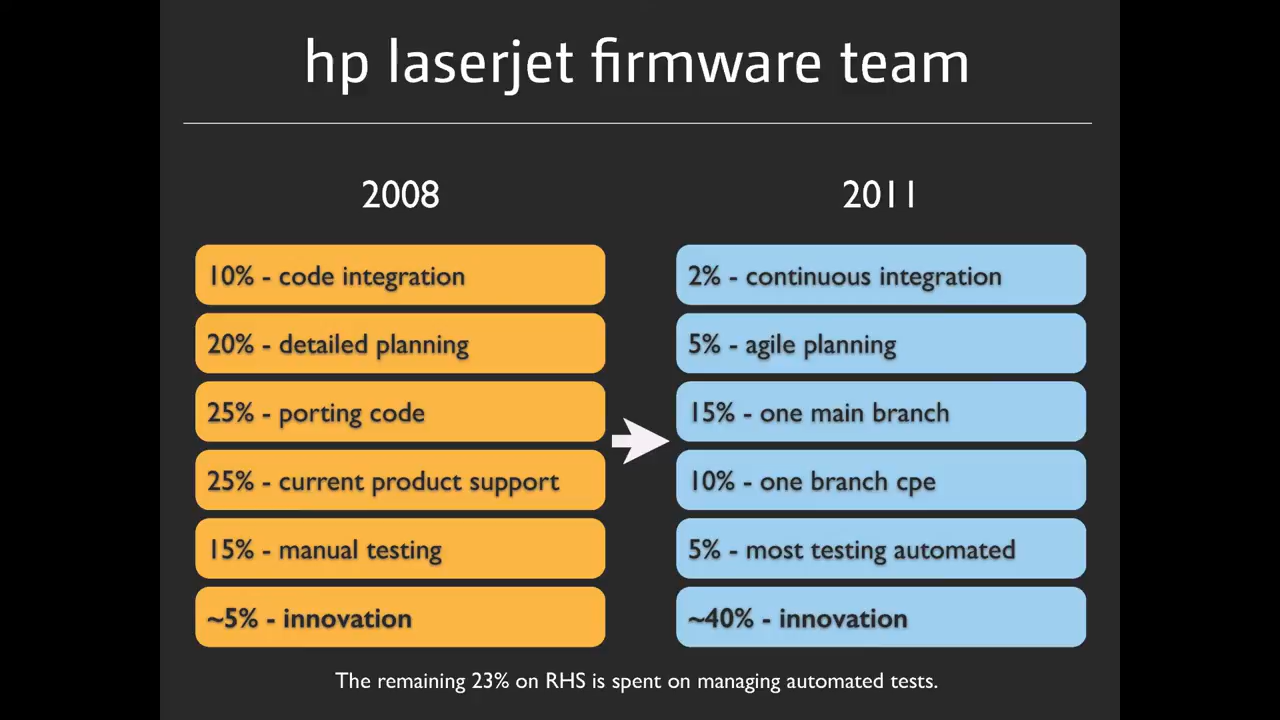 hp laserjet firmware team
2008
2011
10% - code integration
20% - detailed planning
25% - porting code
25% - current product support
15% - manual testing
~5% - innovation
2% - continuous integration
5% - agile planning
15% - one main branch
10% - one branch cpe
5% - most testing automated
~40% - innovation
The remaining 23% on RHS is spent on managing automated tests.